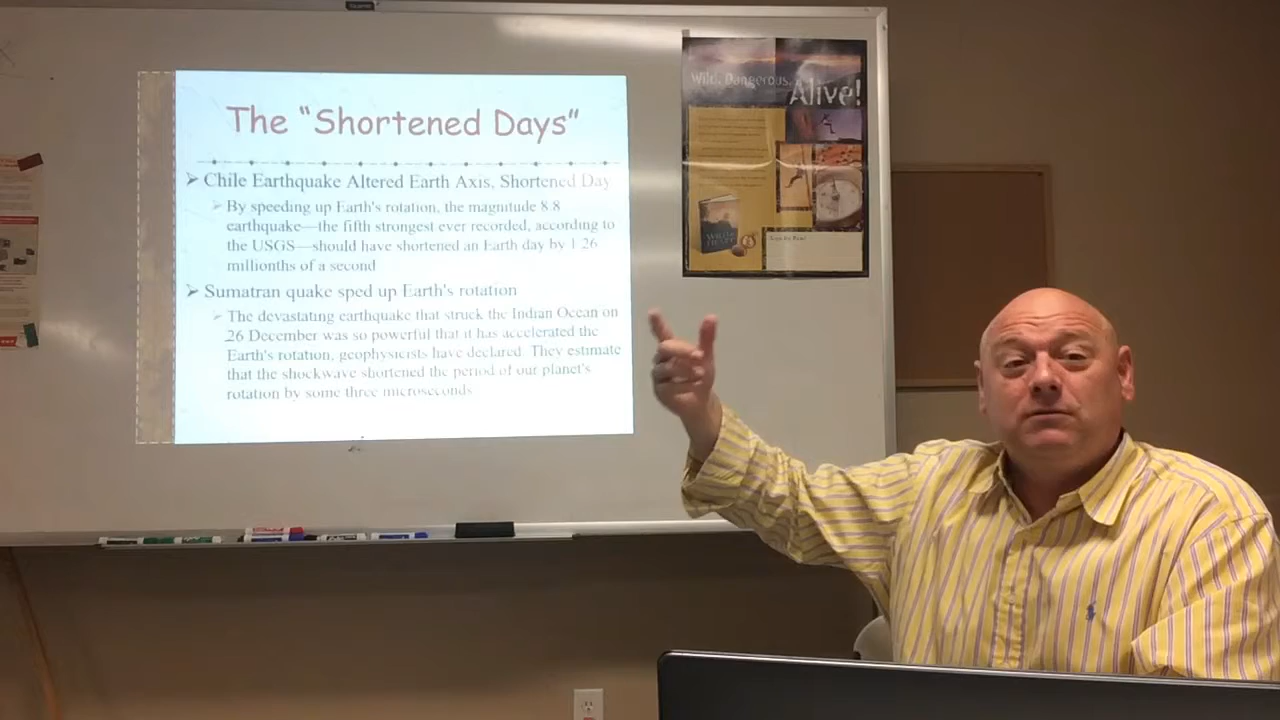 The “Shortened Days”
Chile Earthquake Altered Earth Axis, Shortened Day
By speeding up Earth's rotation, the magnitude 8.8
earthquake—the fifth strongest ever recorded, according to
the USGS—should have shortened an Earth day by 1.26
millionths of a second
Sumatran quake sped up Earth's rotation
The devastating earthquake that struck the Indian Ocean on
26 December was so powerful that it has accelerated the
Earth's rotation, geophysicists have declared. They estimate
that the shockwave shortened the period of our planet's
rotation by some three microseconds.
Wild, Dangerous,
Alive!